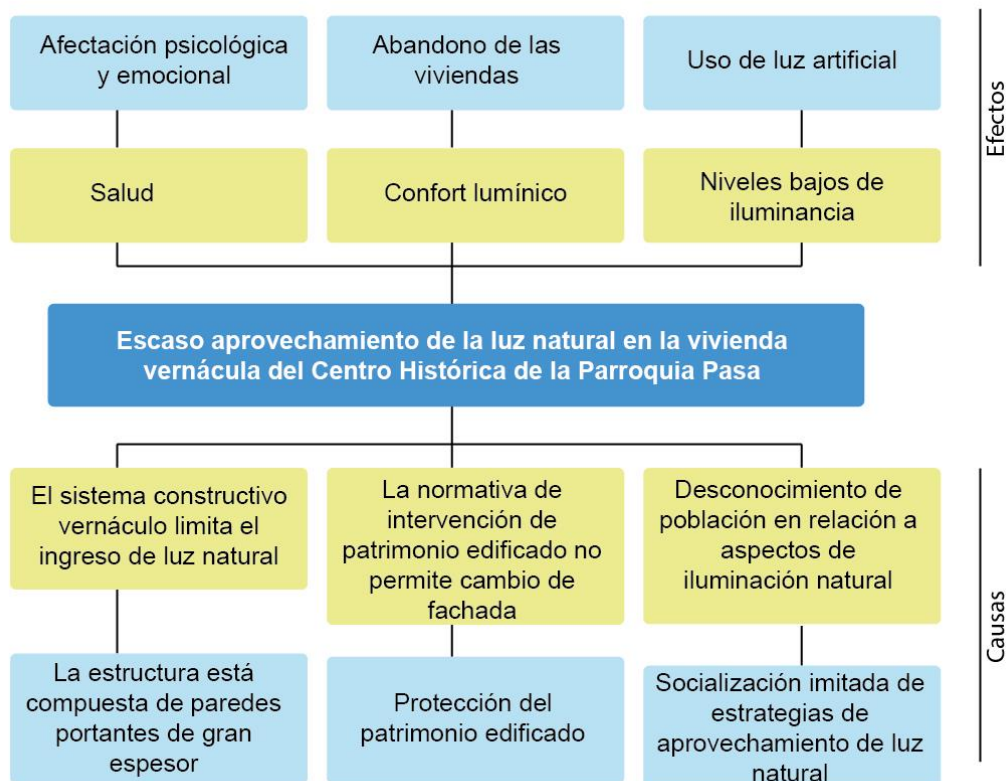 Afectación psicológica
y emocional
Abandono de las
viviendas
Uso de luz artificial
Efectos
Salud
Confort lumínico
Niveles bajos de
iluminancia
Escaso aprovechamiento de la luz natural en la vivienda
vernácula del Centro Histórica de la Parroquia Pasa
El sistema constructivo
vernáculo limita el
ingreso de luz natural
La normativa de
intervención de
patrimonio edificado no
permite cambio de
fachada
Desconocimiento de
población en relación a
aspectos de
iluminación natural
Causas
La estructura está
compuesta de paredes
portantes de gran
espesor
Protección del
patrimonio edificado
Socialización imitada de
estrategias de
aprovechamiento de luz
natural